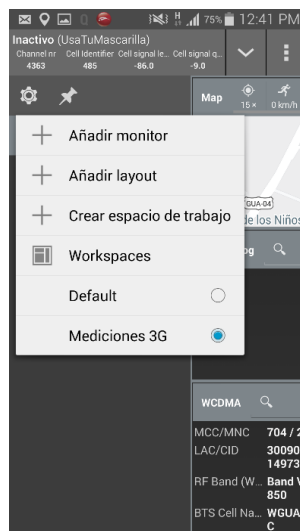 75% 12:41 PM
Inactivo (UsaTuMascarilla)
Channel nr Cell Identifier Cell signal le... Cell signal q...
4363 485 -86.0 -9.0
Map 15× 0 km/h
Añadir monitor
Añadir layout
Crear espacio de trabajo
Workspaces
Default
Mediciones 3G
GUA-04
de los Niños
og
WCDMA
MCC/MNC 704 / 2
LAC/CID 30090
14973
RF Band (W... Band V
850
BTS Cell Na... WGUA
C